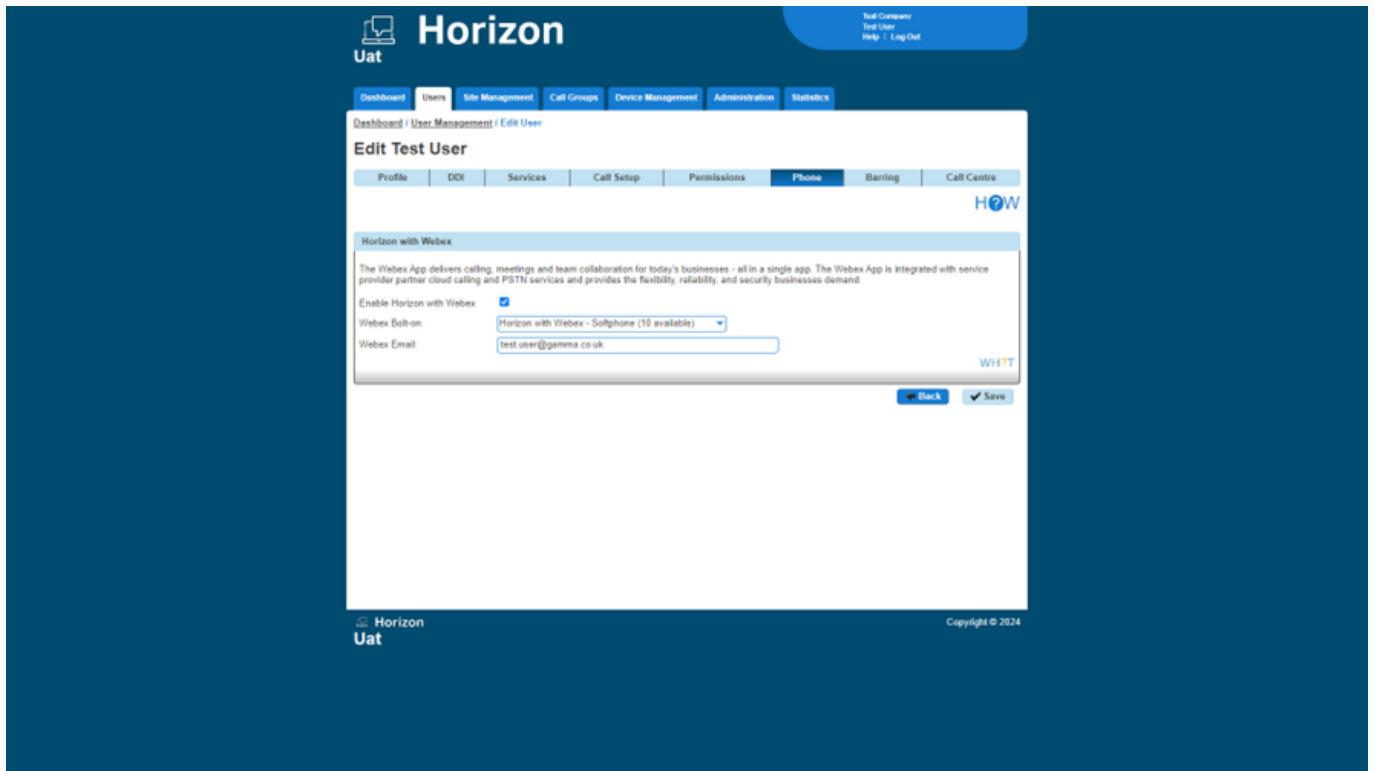 Horizon
Uat
Test Company
Test User
Help | Log Out
Dashboard Users Site Management Call Groups Device Management Administration Statistics
Dashboard / User Management / Edit User
Edit Test User
Profile DDI Services Call Setup Permissions Phone Barring Call Centre
H?W
Horizon with Webex
The Webex App delivers calling, meetings and team collaboration for today's businesses - all in a single app. The Webex App is integrated with service
provider partner cloud calling and PSTN services and provides the flexibility, reliability, and security businesses demand
Enable Horizon with Webex
Webex Bolt-on: Horizon with Webex - Softphone (10 available)
Webex Email: test.user@gamma.co.uk
WH?T
Back Save
Horizon
Uat
Copyright © 2024